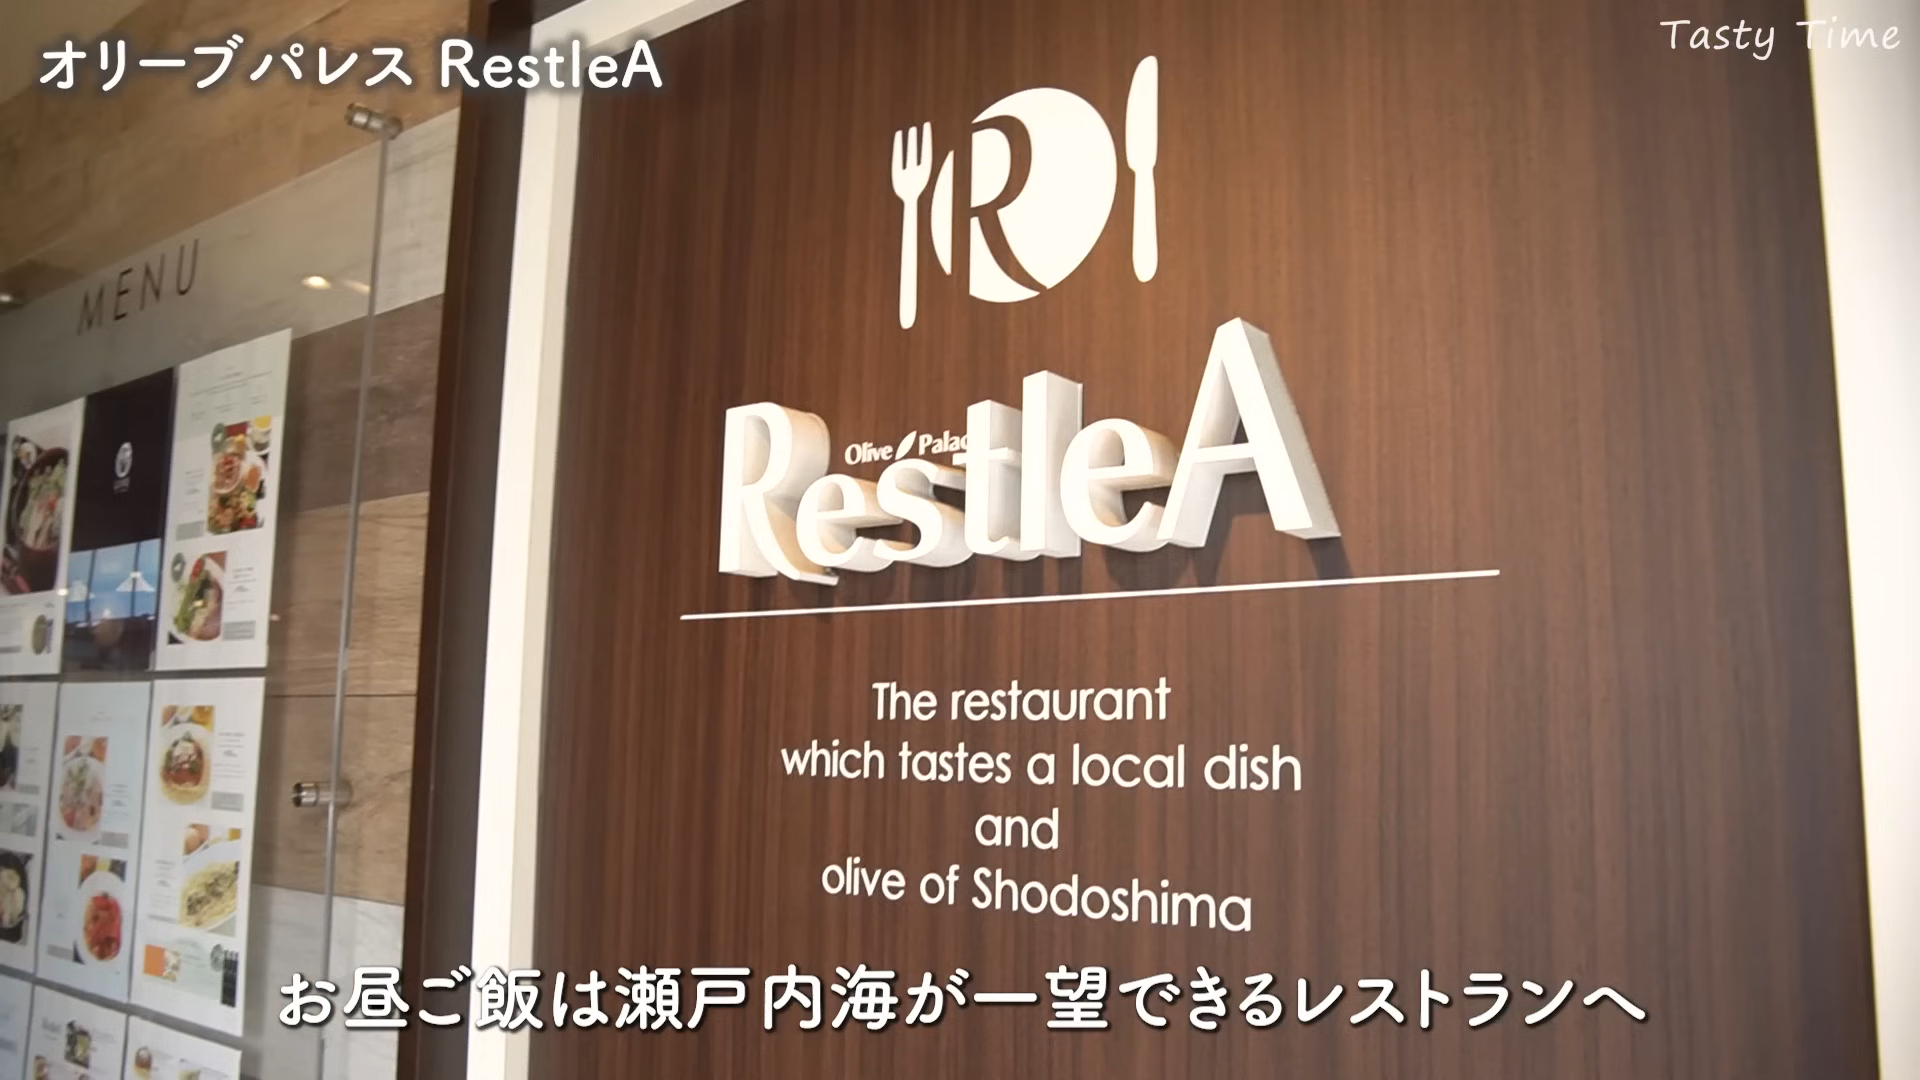 オリーブパレス RestleA
Tasty Time
MENU
R
Olive Palac
RestleA
The restaurant
which tastes a local dish
and
olive of Shodoshima
お昼ご飯は瀬戸内海が一望できるレストランへ